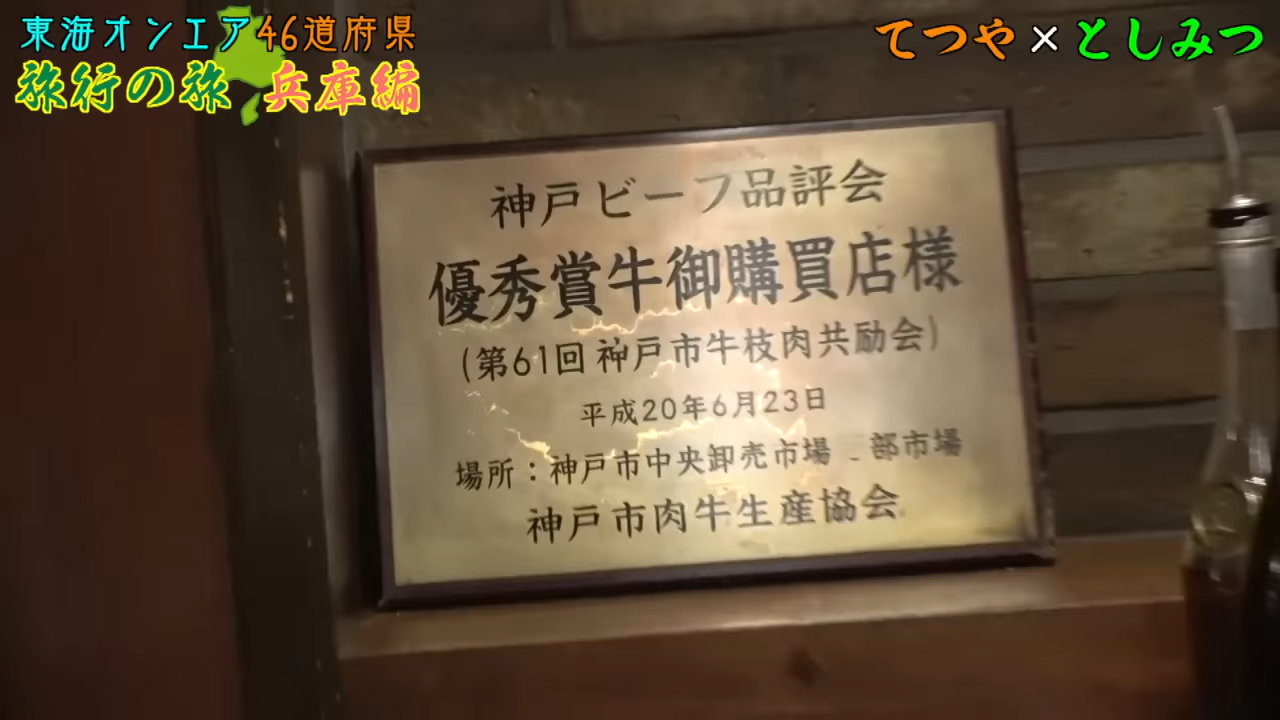 東海オンエア46道府県
旅行の旅 兵庫編
てつや×としみつ
神戸ビーフ品評会
優秀賞牛御購買店様
(第61回 神戸市牛枝肉共励会)
平成20年6月23日
場所：神戸市中央卸売市場 部市場
神戸市肉牛生産協会